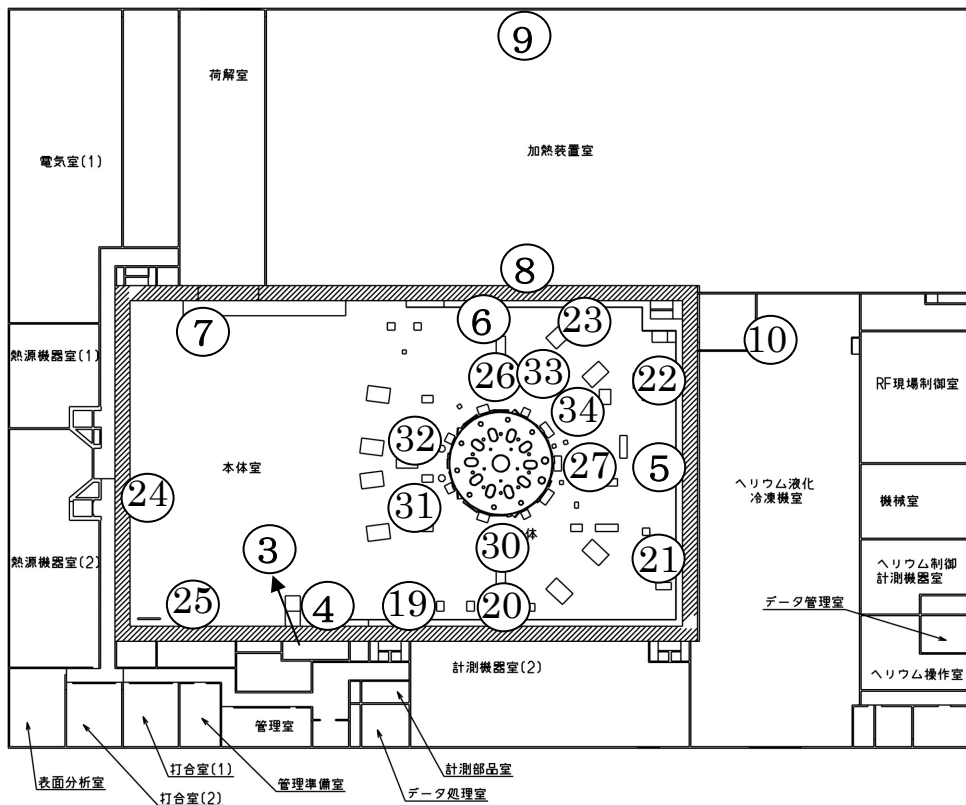 9
荷解室
電気室(1)
加熱装置室
8
7
6
23
10
熱源機器室(1)
26
33
22
RF現場制御室
34
32
本体室
27
5
ヘリウム液化
冷凍機室
24
31
機械室
体
30
3
21
熱源機器室(2)
ヘリウム制御
計測機器室
25
4
19
20
データ管理室
計測機器室(2)
ヘリウム操作室
管理室
表面分析室
打合室(1)
打合室(2)
管理準備室
計測部品室
データ処理室